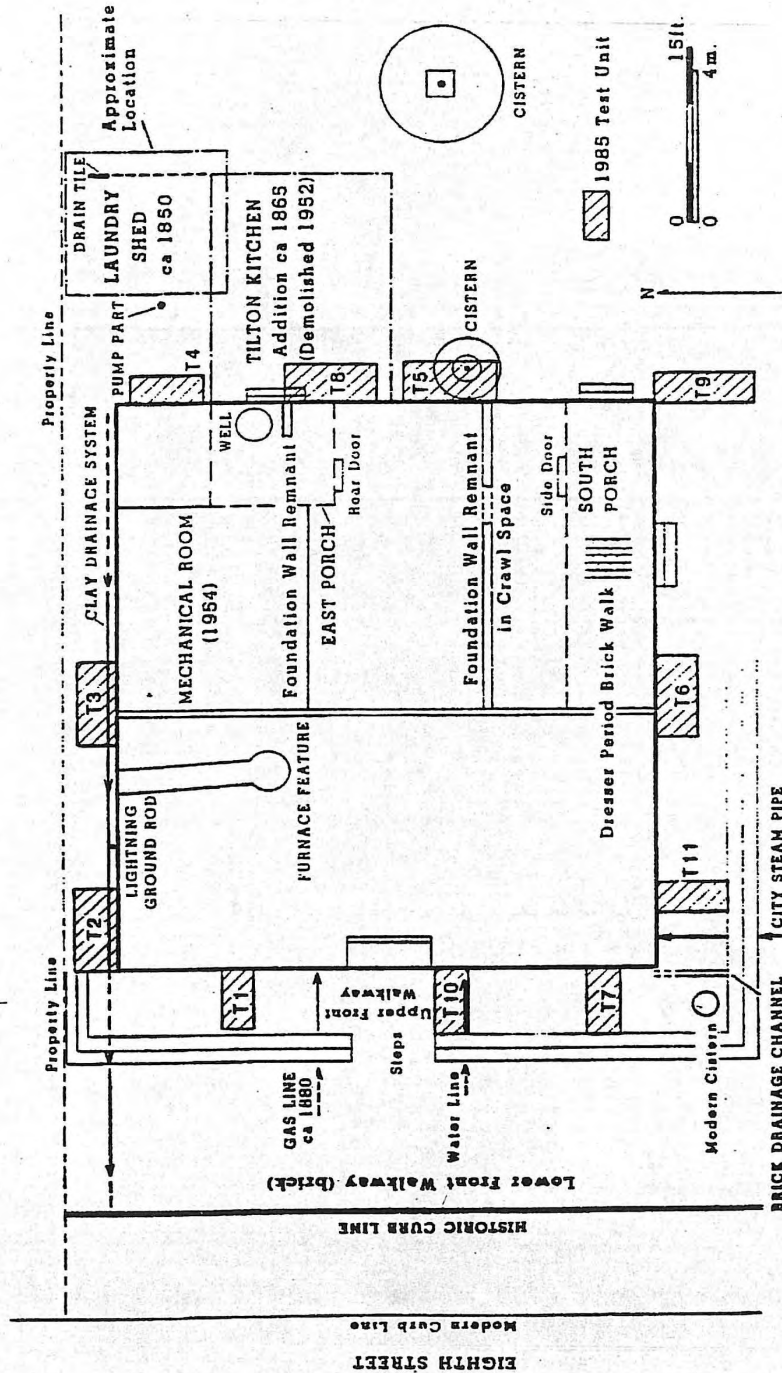 Property Line
Property Line
Approximate
Location
DRAIN TILE
LAUNDRY
SHED
ca 1850
PUMP PART
T4
CLAY DRAINAGE SYSTEM
T3
T2
LIGHTNING
GROUND ROD
MECHANICAL ROOM
(1954)
WELL
TILTON KITCHEN
Addition ca 1865
(Demolished 1952)
T8
Foundation Wall Remnant
EAST PORCH
Rear Door
FURNACE FEATURE
T1
GAS LINE
ca 1880
Upper Front
Walkway
Steps
T10
Water Line
T7
T5
CISTERN
CISTERN
Foundation Wall Remnant
in Crawl Space
Side Door
SOUTH
PORCH
Dresser Period Brick Walk
T9
T6
T11
Modern Cistern
BRICK DRAINAGE CHANNEL
CITY STEAM PIPE
Lower Front Walkway (brick)
HISTORIC CURB LINE
Modern Curb Line
EIGHTH STREET
1985 Test Unit
N
0
15ft.
0
4m.